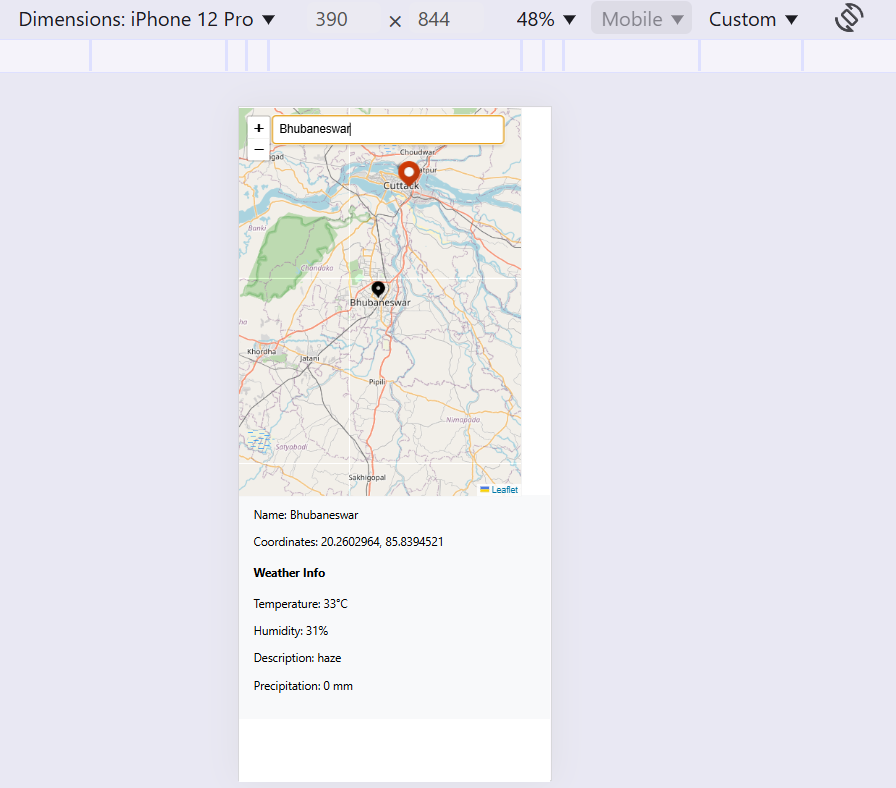 Dimensions: iPhone 12 Pro ▼ 390 × 844 48% ▼ Mobile ▼ Custom ▼
+ Bhubaneswar
−
Choudwar
Cuttack
Banki
Chandaka
Bhubaneswar
Khordha
Jatani
Pipili
Nimapada
Satyabadi
Sakhigopal
Leaflet
Name: Bhubaneswar
Coordinates: 20.2602964, 85.8394521
Weather Info
Temperature: 33°C
Humidity: 31%
Description: haze
Precipitation: 0 mm